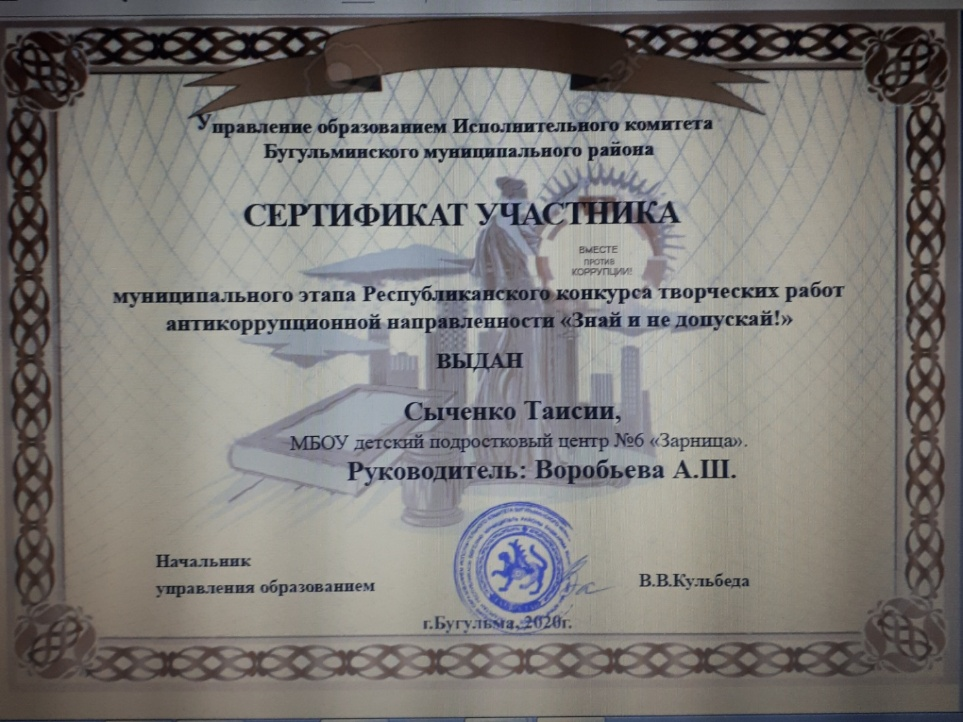 Управление образованием Исполнительного комитета
Бугульминского муниципального района
СЕРТИФИКАТ УЧАСТНИКА
ВМЕСТЕ
ПРОТИВ
КОРРУПЦИИ!
муниципального этапа Республиканского конкурса творческих работ
антикоррупционной направленности «Знай и не допускай!»
ВЫДАН
Сыченко Таисии,
МБОУ детский подростковый центр №6 «Зарница».
Руководитель: Воробьева А.Ш.
Начальник
управления образованием
В.В.Кульбеда
г.Бугульма, 2020г.